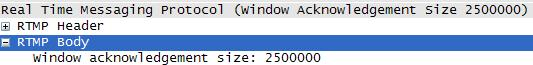 Real Time Messaging Protocol (Window Acknowledgement Size 2500000)
RTMP Header
RTMP Body
Window acknowledgement size: 2500000